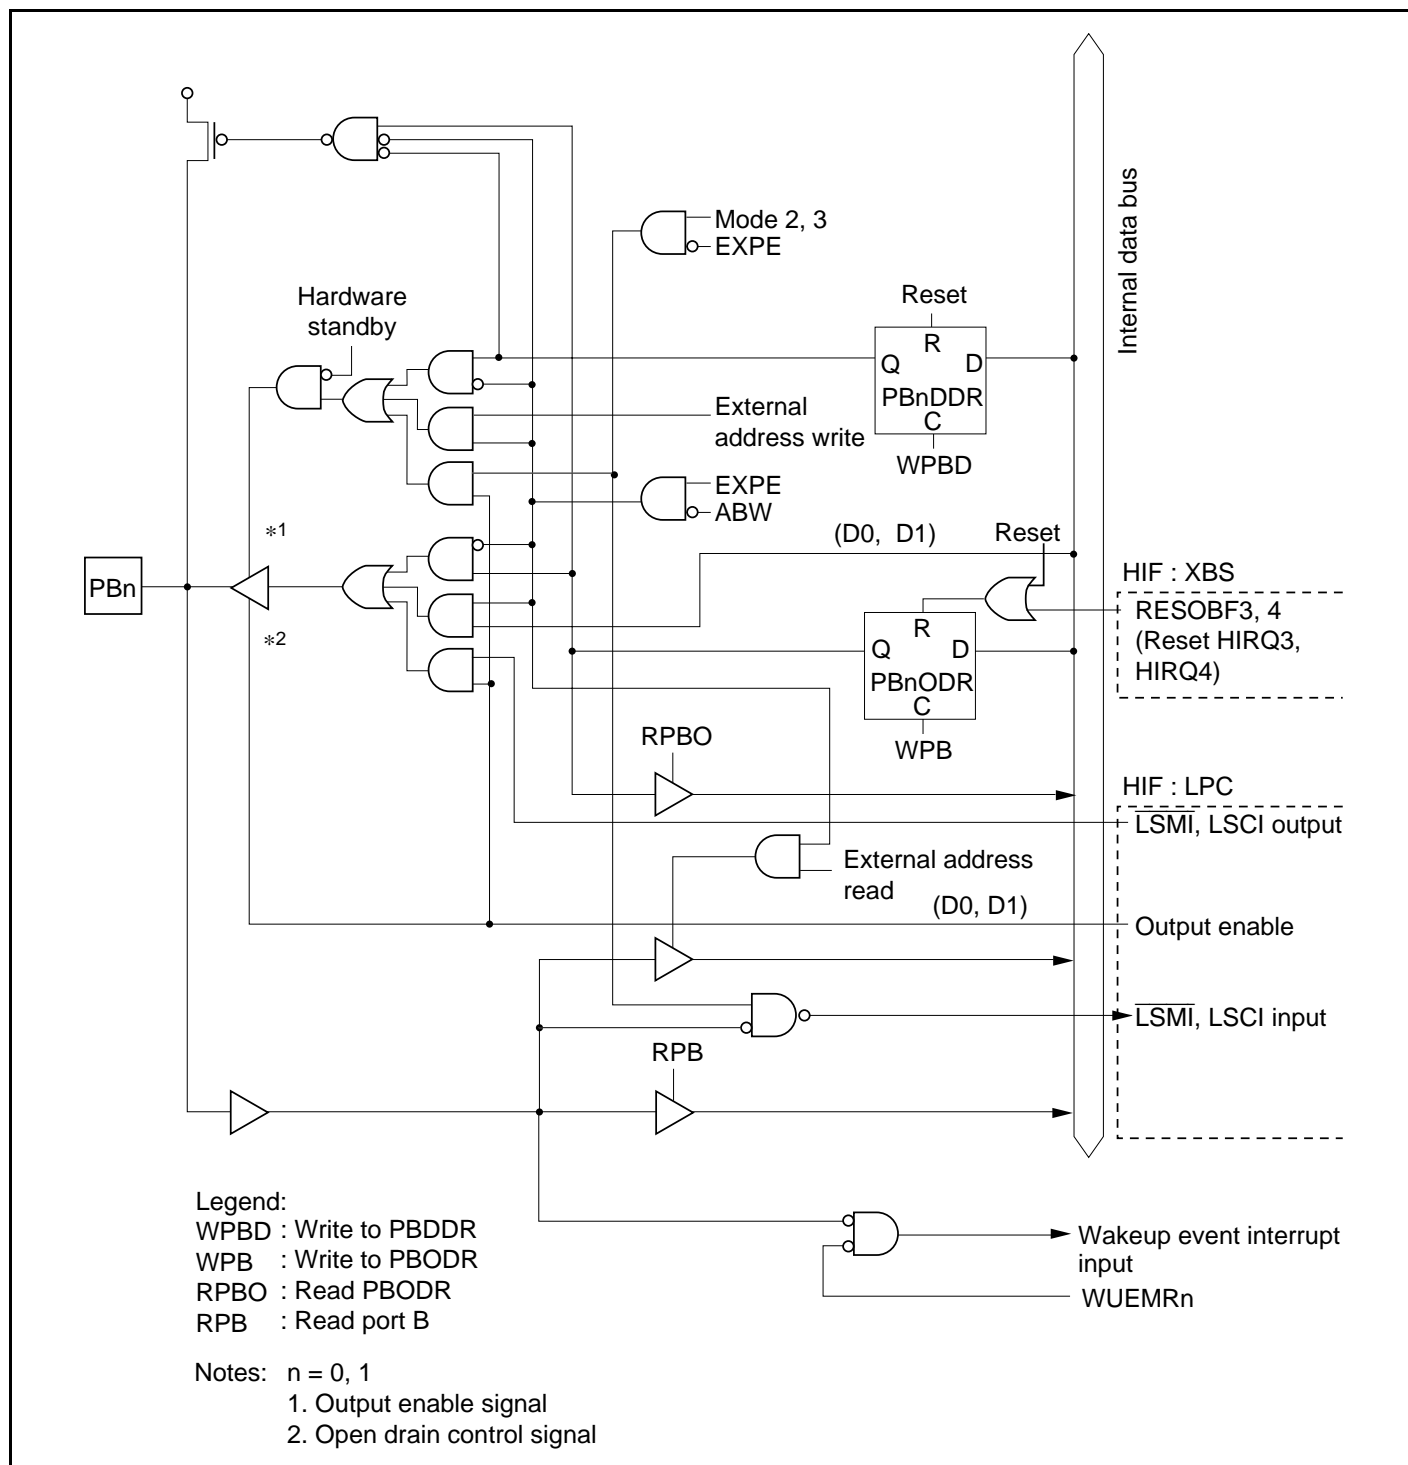 Internal data bus
Mode 2, 3
EXPE
Hardware
standby
Reset
R
Q
D
PBnDDR
C
WPBD
External
address write
EXPE
ABW
*1
(D0, D1)
Reset
HIF : XBS
PBn
RESOBF3, 4
(Reset HIRQ3,
HIRQ4)
*2
R
Q
D
PBnODR
C
WPB
RPBO
HIF : LPC
LSMI, LSCI output
External address
read
(D0, D1)
Output enable
LSMI, LSCI input
RPB
Legend:
WPBD : Write to PBDDR
WPB : Write to PBODR
RPBO : Read PBODR
RPB : Read port B
Wakeup event interrupt
input
WUEMRn
Notes: n = 0, 1
1. Output enable signal
2. Open drain control signal